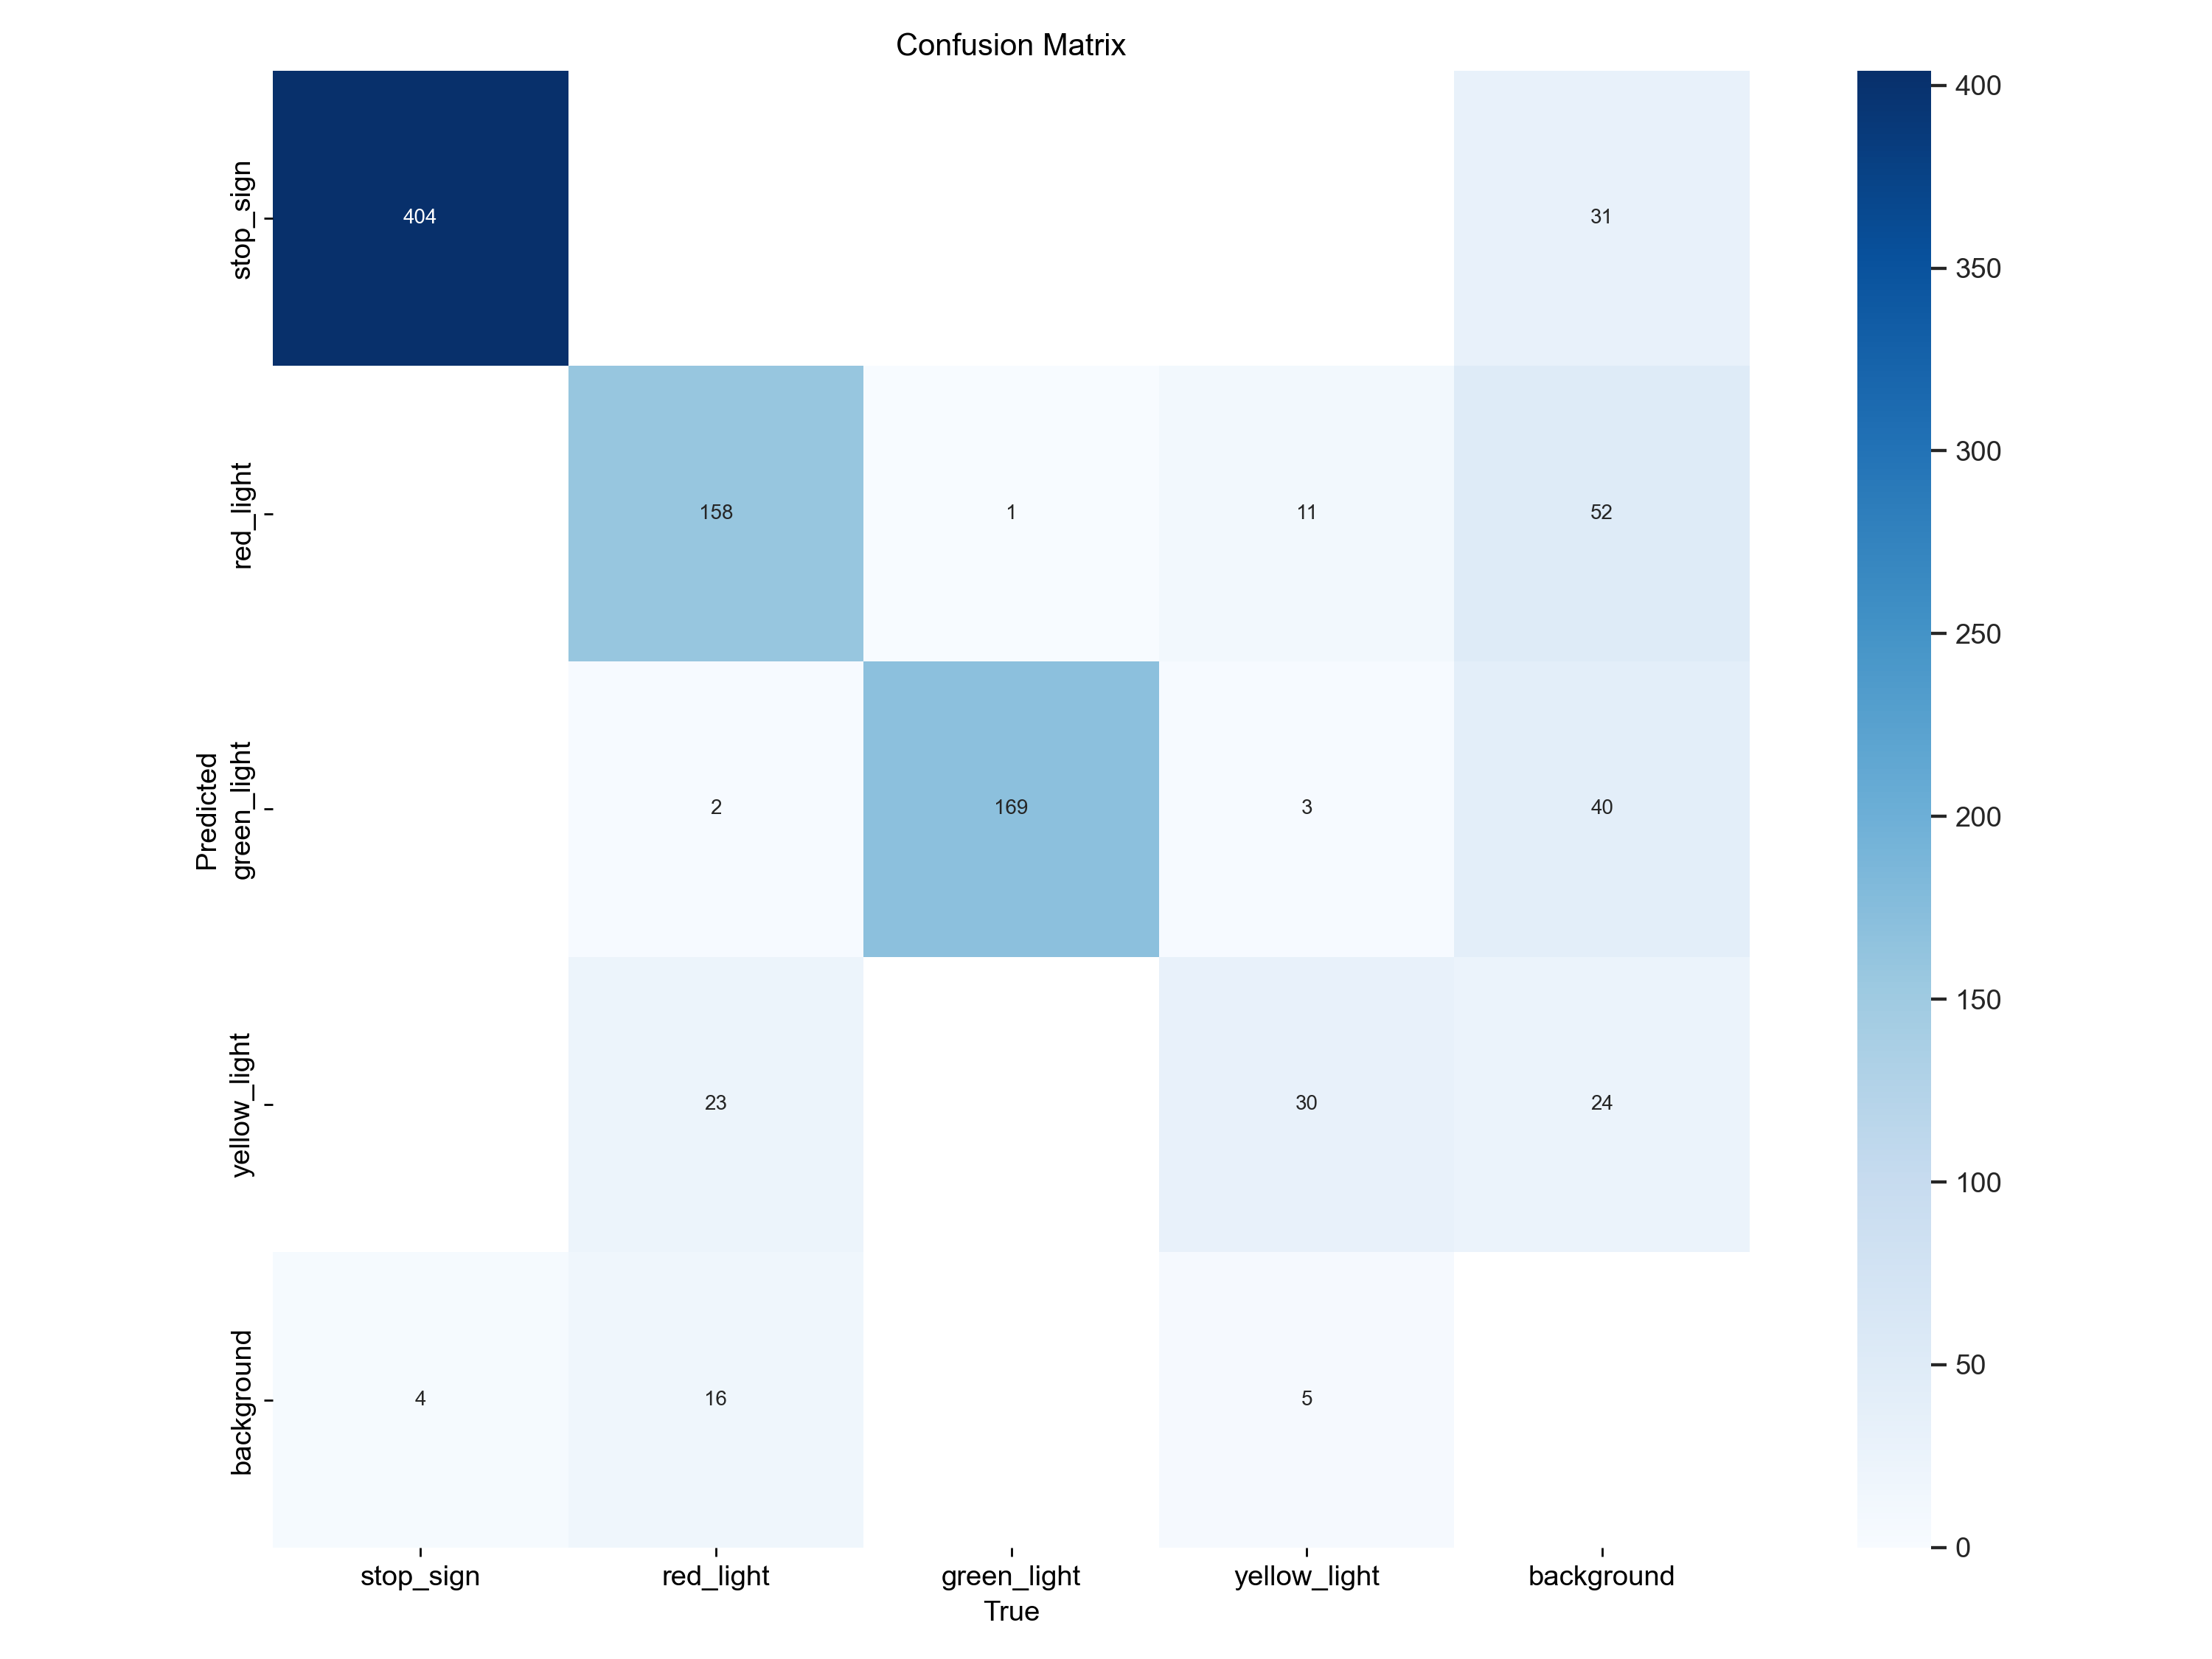 Confusion Matrix
stop_sign
404
31
red_light
158
1
11
52
Predicted
green_light
2
169
3
40
yellow_light
23
30
24
background
4
16
5
stop_sign
red_light
green_light
yellow_light
background
True
400
350
300
250
200
150
100
50
0